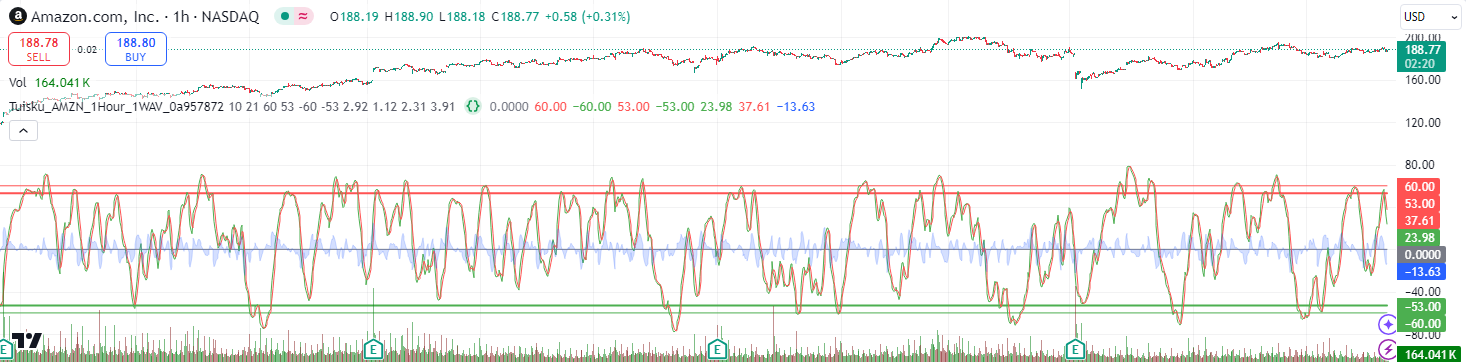 Amazon.com, Inc. · 1h · NASDAQ O188.19 H188.90 L188.18 C188.77 +0.58 (+0.31%)
USD
188.78 SELL
0.02
188.80 BUY
200.00
188.77
02:20
Vol 164.041 K
160.00
10 21 60 53 -60 -53 2.92 1.12 2.31 3.91 {} 0.0000 60.00 −60.00 53.00 −53.00 23.98 37.61 −13.63
120.00
80.00
60.00
53.00
37.61
23.98
0.0000
−13.63
−40.00
−53.00
−60.00
−80.00
E
E
E
E
164.041 K